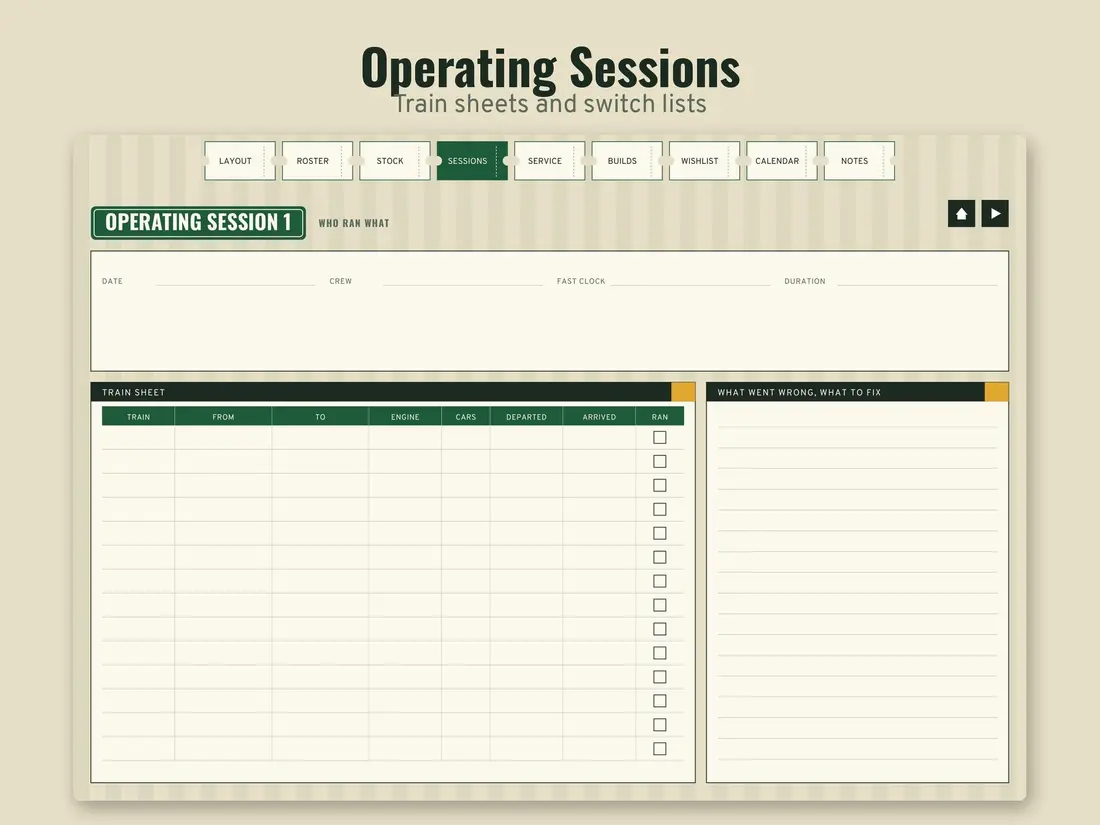 Operating Sessions
Train sheets and switch lists
LAYOUT ROSTER STOCK SESSIONS SERVICE BUILDS WISHLIST CALENDAR NOTES
OPERATING SESSION 1 WHO RAN WHAT
DATE CREW FAST CLOCK DURATION
TRAIN SHEET
WHAT WENT WRONG, WHAT TO FIX
TRAIN FROM TO ENGINE CARS DEPARTED ARRIVED RAN